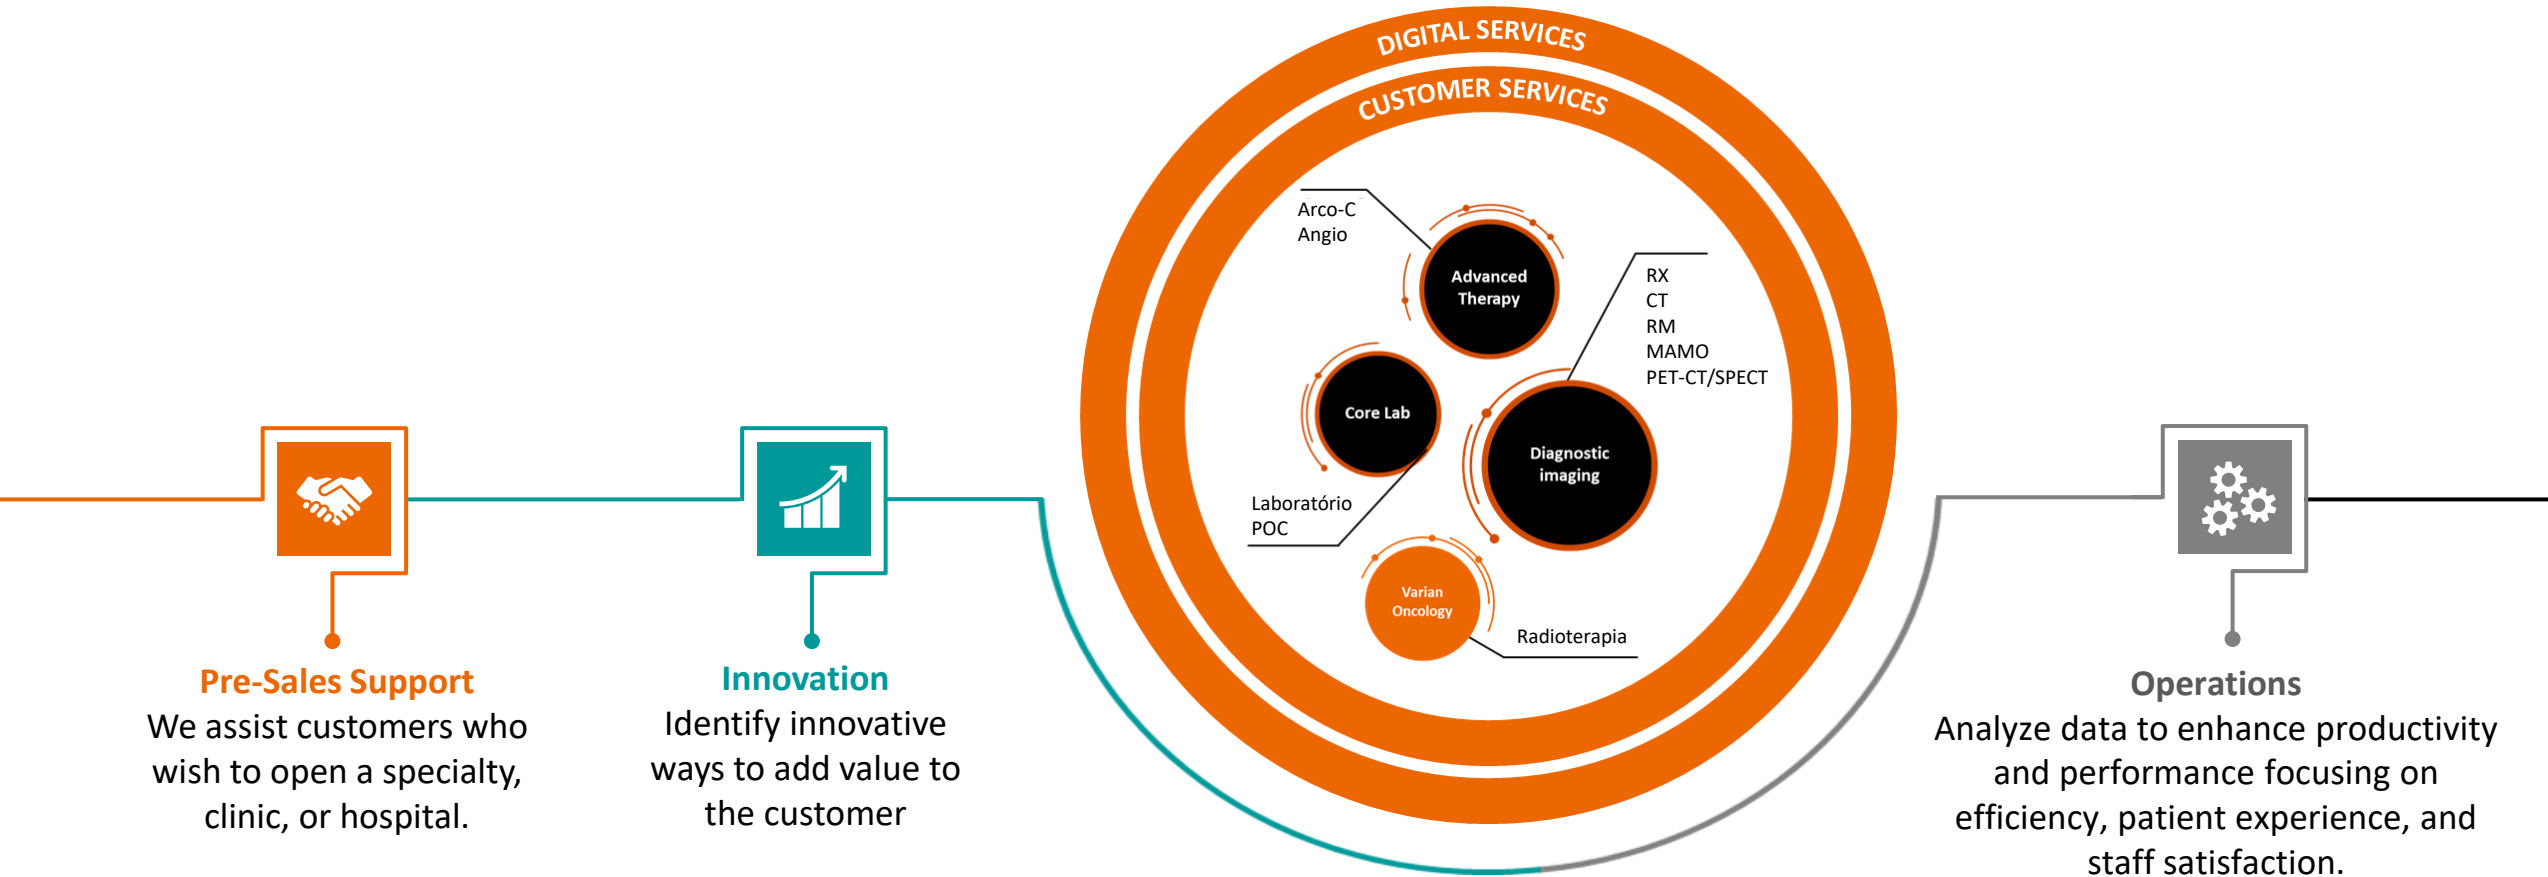 DIGITAL SERVICES
CUSTOMER SERVICES
Arco-C
Angio
Advanced
Therapy
RX
CT
RM
MAMO
PET-CT/SPECT
Core Lab
Diagnostic
imaging
Laboratório
POC
Varian
Oncology
Radioterapia
Pre-Sales Support
We assist customers who
wish to open a specialty,
clinic, or hospital.
Innovation
Identify innovative
ways to add value to
the customer
Operations
Analyze data to enhance productivity
and performance focusing on
efficiency, patient experience, and
staff satisfaction.